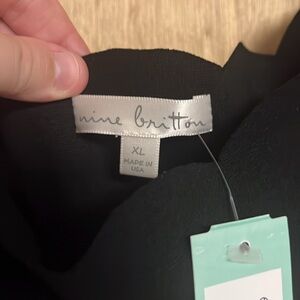 nine britton
XL
MADE IN
USA